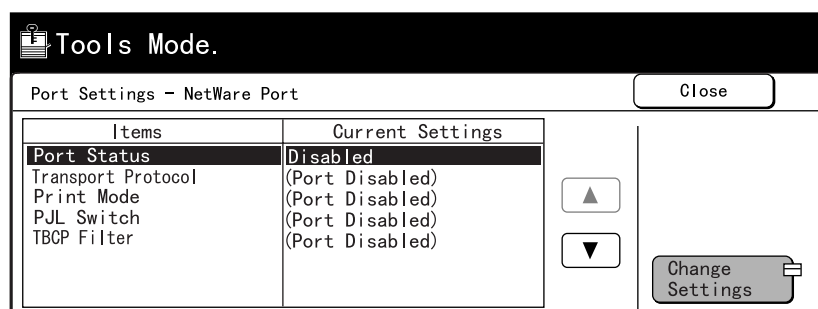 Tools Mode.
Port Settings - NetWare Port
Close
Items Current Settings
Port Status Disabled
Transport Protocol (Port Disabled)
Print Mode (Port Disabled)
PJL Switch (Port Disabled)
TBCP Filter (Port Disabled)
Change
Settings